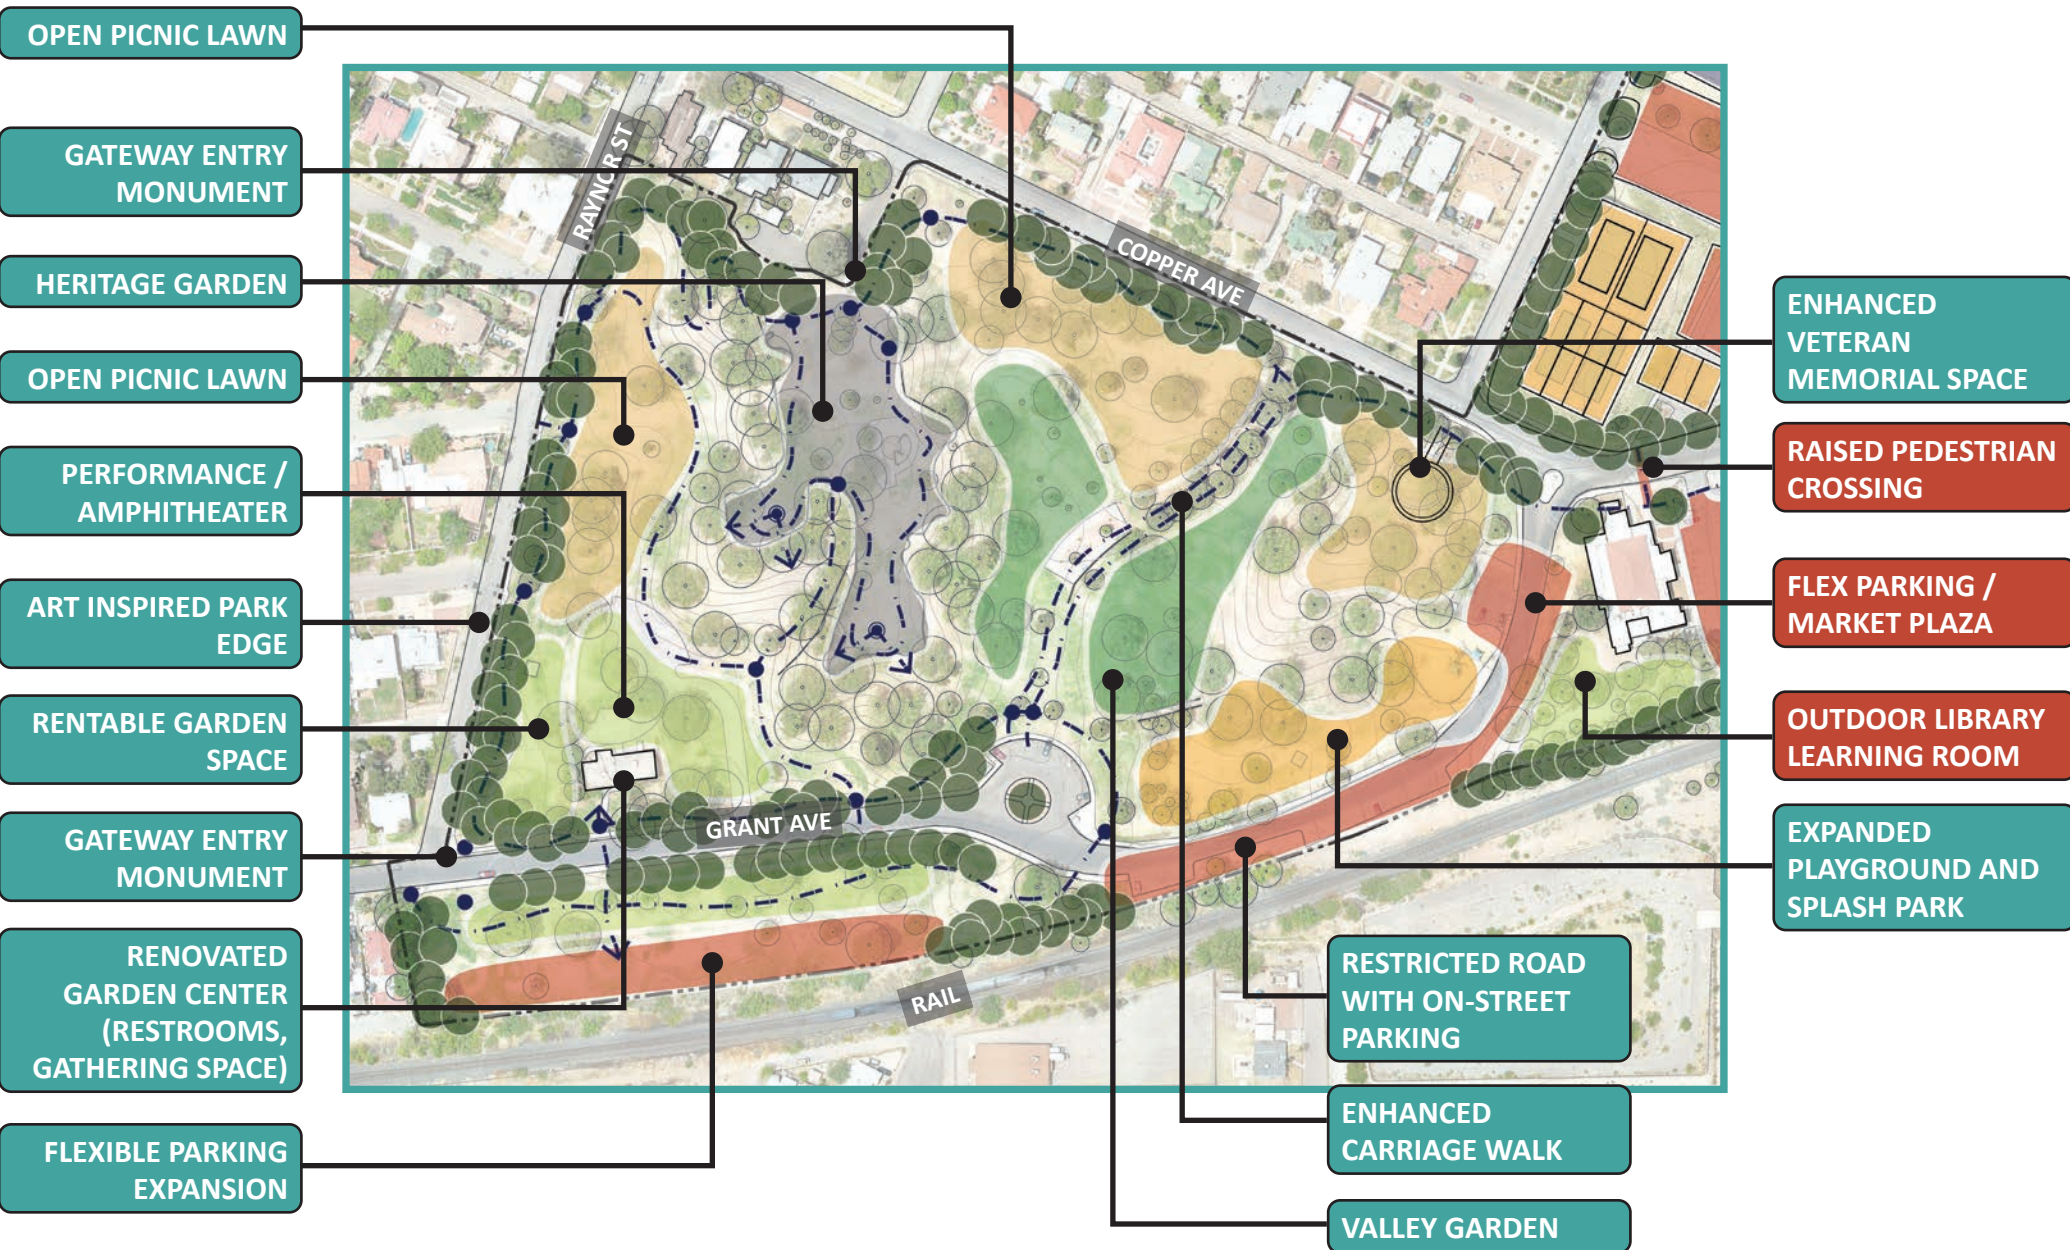 OPEN PICNIC LAWN
GATEWAY ENTRY
MONUMENT
HERITAGE GARDEN
OPEN PICNIC LAWN
PERFORMANCE /
AMPHITHEATER
ART INSPIRED PARK
EDGE
RENTABLE GARDEN
SPACE
GATEWAY ENTRY
MONUMENT
RENOVATED
GARDEN CENTER
(RESTROOMS,
GATHERING SPACE)
FLEXIBLE PARKING
EXPANSION
RAYNOR ST
COPPER AVE
GRANT AVE
RAIL
ENHANCED
VETERAN
MEMORIAL SPACE
RAISED PEDESTRIAN
CROSSING
FLEX PARKING /
MARKET PLAZA
OUTDOOR LIBRARY
LEARNING ROOM
EXPANDED
PLAYGROUND AND
SPLASH PARK
RESTRICTED ROAD
WITH ON-STREET
PARKING
ENHANCED
CARRIAGE WALK
VALLEY GARDEN